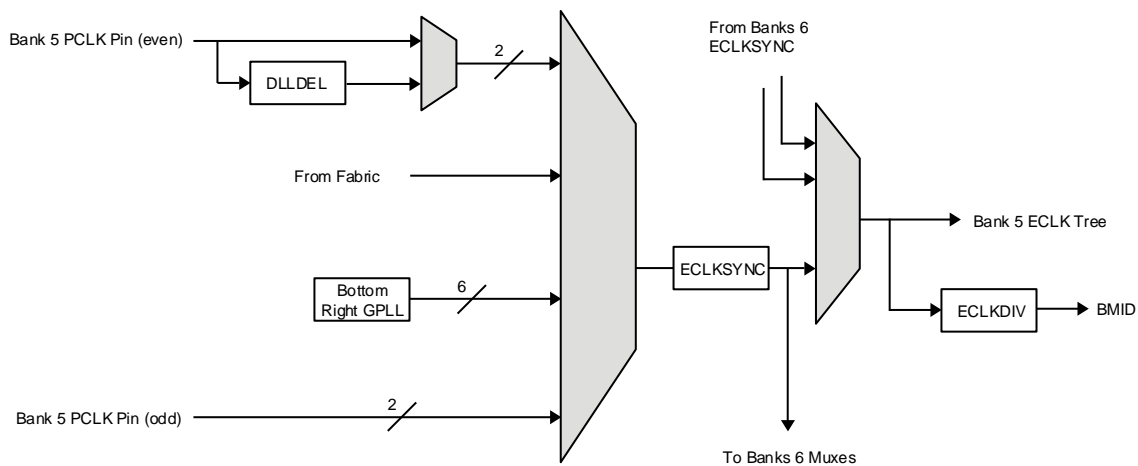 From Banks 6
ECLKSYNC
Bank 5 PCLK Pin (even)
2
DLLDEL
From Fabric
Bank 5 ECLK Tree
ECLKSYNC
Bottom
Right GPLL
6
ECLKDIV
BMID
Bank 5 PCLK Pin (odd)
2
To Banks 6 Muxes